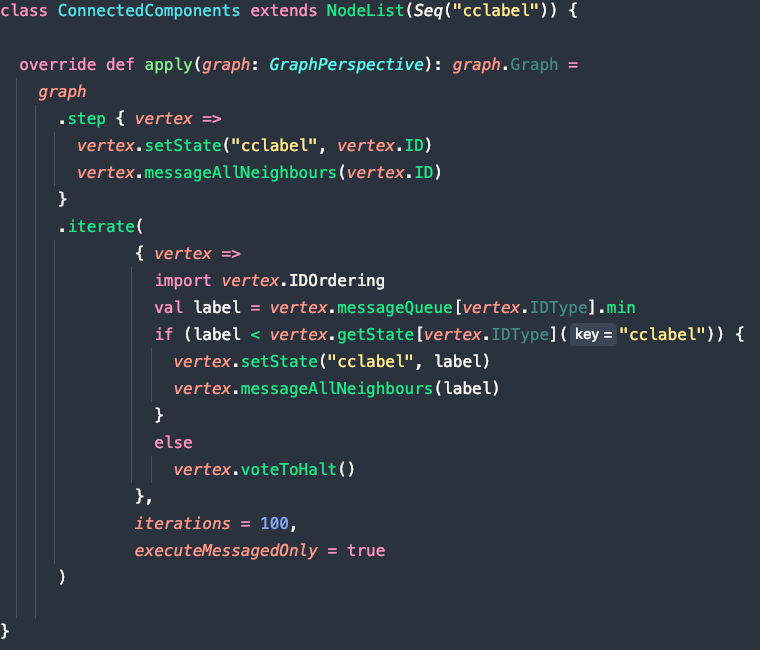 class ConnectedComponents extends NodeList(Seq("cclabel")) {
override def apply(graph: GraphPerspective): graph.Graph =
graph
.step { vertex =>
vertex.setState("cclabel", vertex.ID)
vertex.messageAllNeighbours(vertex.ID)
}
.iterate(
{ vertex =>
import vertex.IDOrdering
val label = vertex.messageQueue[vertex.IDType].min
if (label < vertex.getState[vertex.IDType](key="cclabel")) {
vertex.setState("cclabel", label)
vertex.messageAllNeighbours(label)
}
else
vertex.voteToHalt()
},
iterations = 100,
executeMessagedOnly = true
)
}